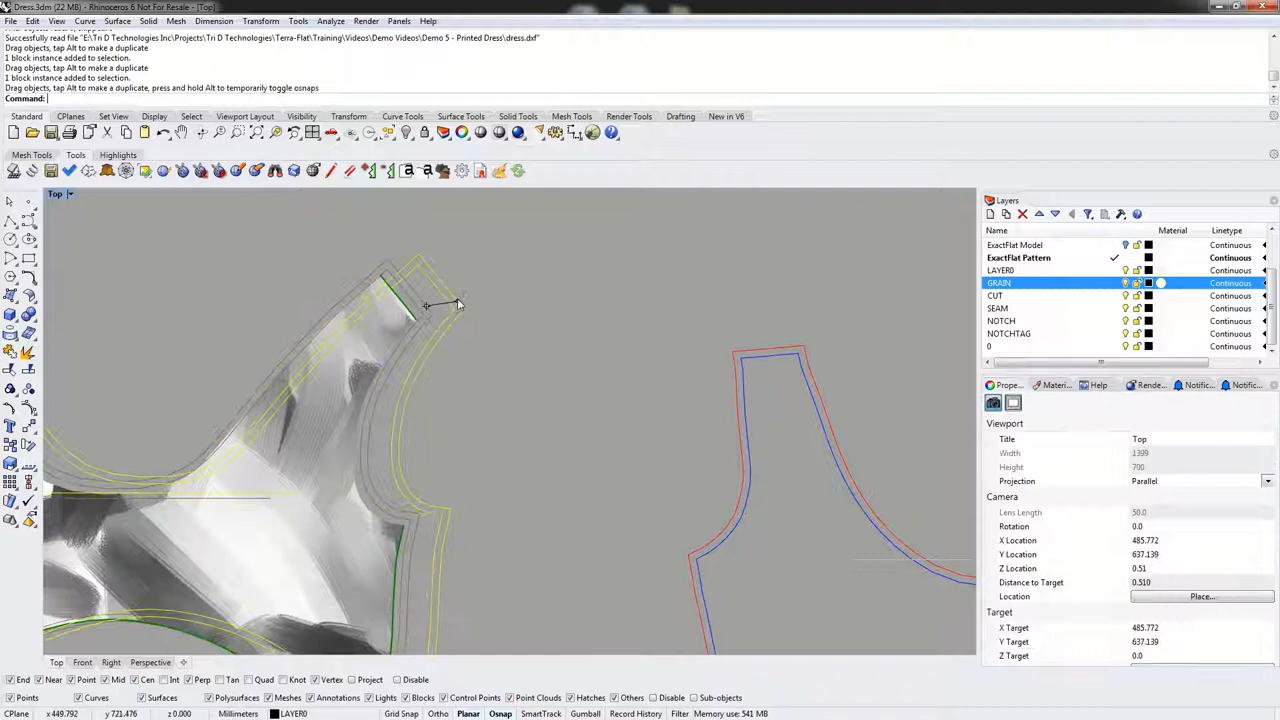 Dress.3dm (22 MB) - Rhinoceros 6 Not For Resale - [Top]
File Edit View Curve Surface Solid Mesh Dimension Transform Tools Analyze Render Panels Help
Successfully read file "E:\Tri D Technologies Inc\Projects\Tri D Technologies\Terra-Flat\Training\Videos\Demo Videos\Demo 5 - Printed Dress\dress.dxf"
Drag objects, tap Alt to make a duplicate
1 block instance added to selection.
Drag objects, tap Alt to make a duplicate
1 block instance added to selection.
Drag objects, tap Alt to make a duplicate, press and hold Alt to temporarily toggle osnaps
Command:
Standard CPlanes Set View Display Select Viewport Layout Visibility Transform Curve Tools Surface Tools Solid Tools Mesh Tools Render Tools Drafting New in V6
Mesh Tools Tools Highlights
Top
Layers
Name Material Linetype
ExactFlat Model Continuous
ExactFlat Pattern Continuous
LAYER0 Continuous
GRAIN Continuous
CUT Continuous
SEAM Continuous
NOTCH Continuous
NOTCHTAG Continuous
0 Continuous
Prope... Materi... Help Rende... Notific... Notific...
Viewport
Title Top
Width 1399
Height 700
Projection Parallel
Camera
Lens Length 50.0
Rotation 0.0
X Location 485.772
Y Location 637.139
Z Location 0.51
Distance to Target 0.510
Location Place...
Target
X Target 485.772
Y Target 637.139
Z Target 0.0
Top Front Right Perspective
End Near Point Mid Cen Int Perp Tan Quad Knot Vertex Project Disable
Points Curves Surfaces Polysurfaces Meshes Annotations Lights Blocks Control Points Point Clouds Hatches Others Disable Sub-objects
CPlane x 449.792 y 721.476 z 0.000 Millimeters LAYER0 Grid Snap Ortho Planar Osnap SmartTrack Gumball Record History Filter Memory use: 541 MB